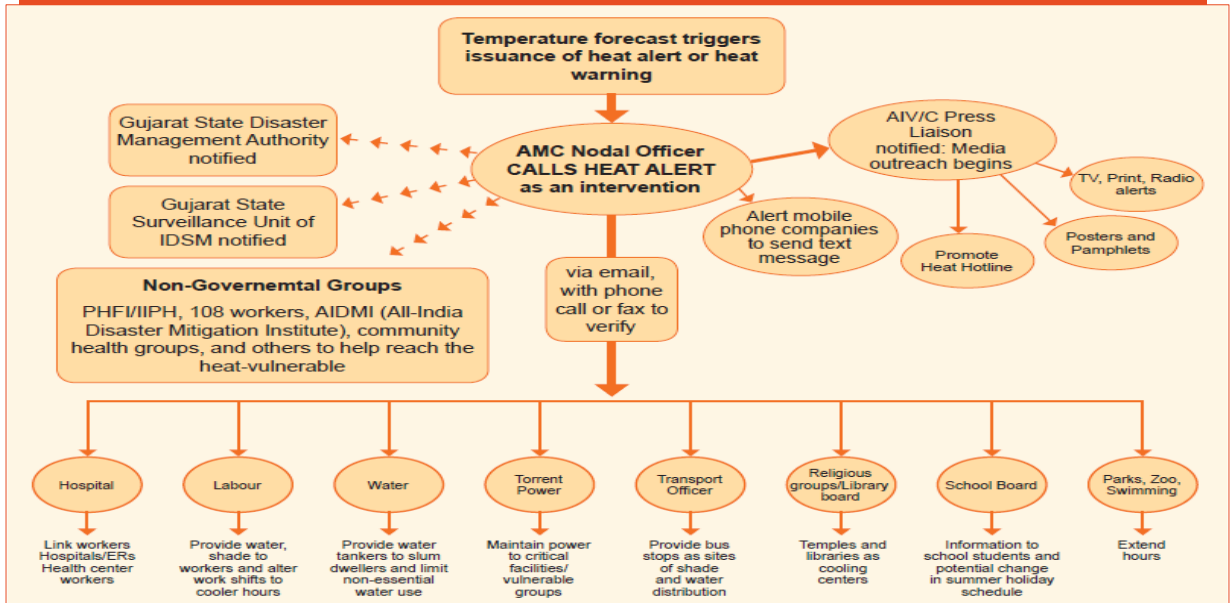 Temperature forecast triggers
issuance of heat alert or heat
warning
Gujarat State Disaster
Management Authority
notified
AMC Nodal Officer
CALLS HEAT ALERT
as an intervention
AIV/C Press
Liaison
notified: Media
outreach begins
TV, Print, Radio
alerts
Gujarat State
Surveillance Unit of
IDSM notified
Alert mobile
phone companies
to send text
message
Promote
Heat Hotline
Posters and
Pamphlets
Non-Governemtal Groups
PHFI/IIPH, 108 workers, AIDMI (All-India
Disaster Mitigation Institute), community
health groups, and others to help reach the
heat-vulnerable
via email,
with phone
call or fax to
verify
Hospital
Labour
Water
Torrent
Power
Transport
Officer
Religious
groups/Library
board
School Board
Parks, Zoo,
Swimming
Link workers
Hospitals/ERs
Health center
workers
Provide water,
shade to
workers and alter
work shifts to
cooler hours
Provide water
tankers to slum
dwellers and limit
non-essential
water use
Maintain power
to critical
facilities/
vulnerable
groups
Provide bus
stops as sites
of shade
and water
distribution
Temples and
libraries as
cooling
centers
Information to
school students and
potential change
in summer holiday
schedule
Extend
hours